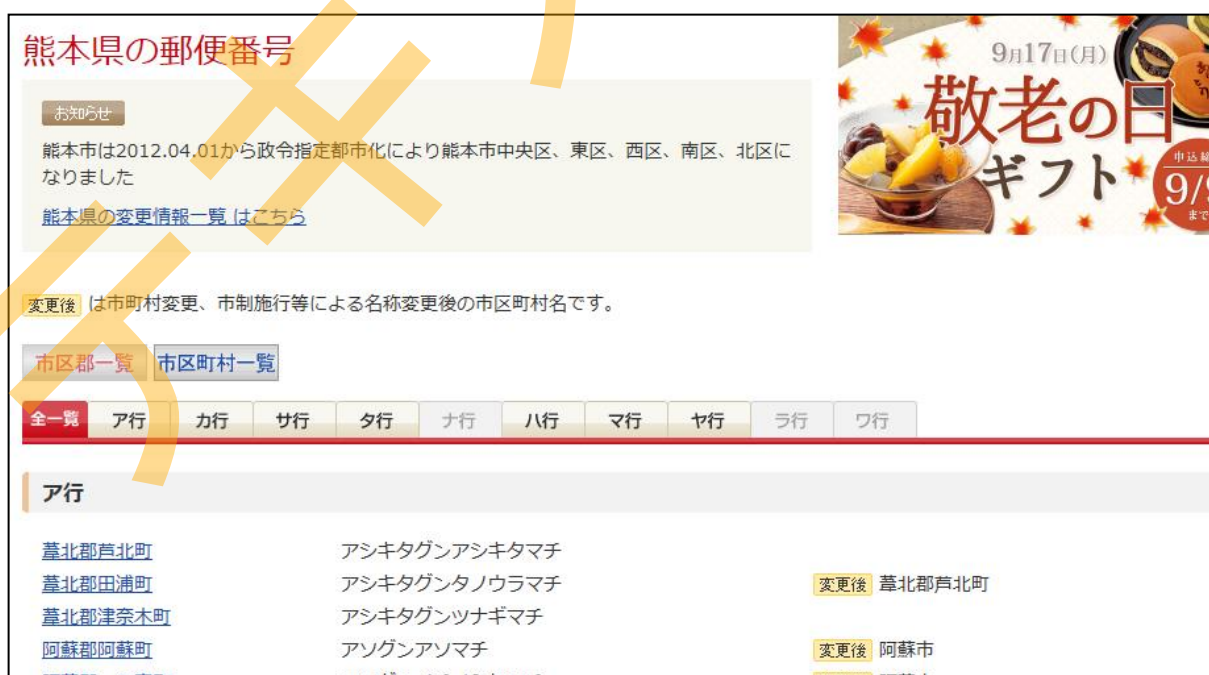 熊本県の郵便番号
お知らせ
熊本市は2012.04.01から政令指定都市化により熊本市中央区、東区、西区、南区、北区に
なりました
熊本県の変更情報一覧 はこちら
9月17日(月)
敬老の日
ギフト
変更後 は市町村変更、市制施行等による名称変更後の市区町村名です。
市区郡一覧 市区町村一覧
全一覧 ア行 カ行 サ行 タ行 ナ行 ハ行 マ行 ヤ行 ラ行 ワ行
ア行
葦北郡芦北町 アシキタグンアシキタマチ
葦北郡田浦町 アシキタグンタノウラマチ 変更後 葦北郡芦北町
葦北郡津奈木町 アシキタグンツナギマチ
阿蘇郡阿蘇町 アソグンアソマチ 変更後 阿蘇市